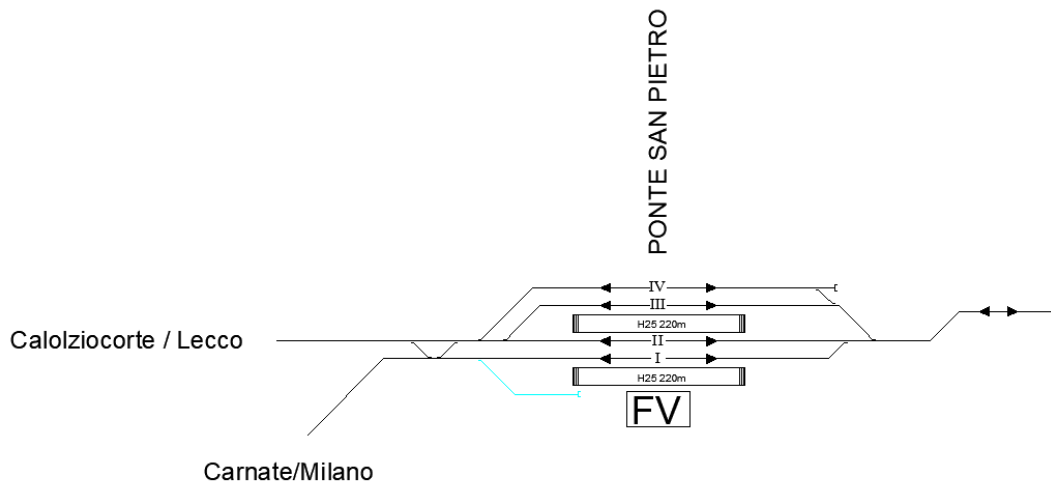 PONTE SAN PIETRO
IV
III
H25 220m
Calolziocorte / Lecco
II
I
H25 220m
FV
Carnate/Milano